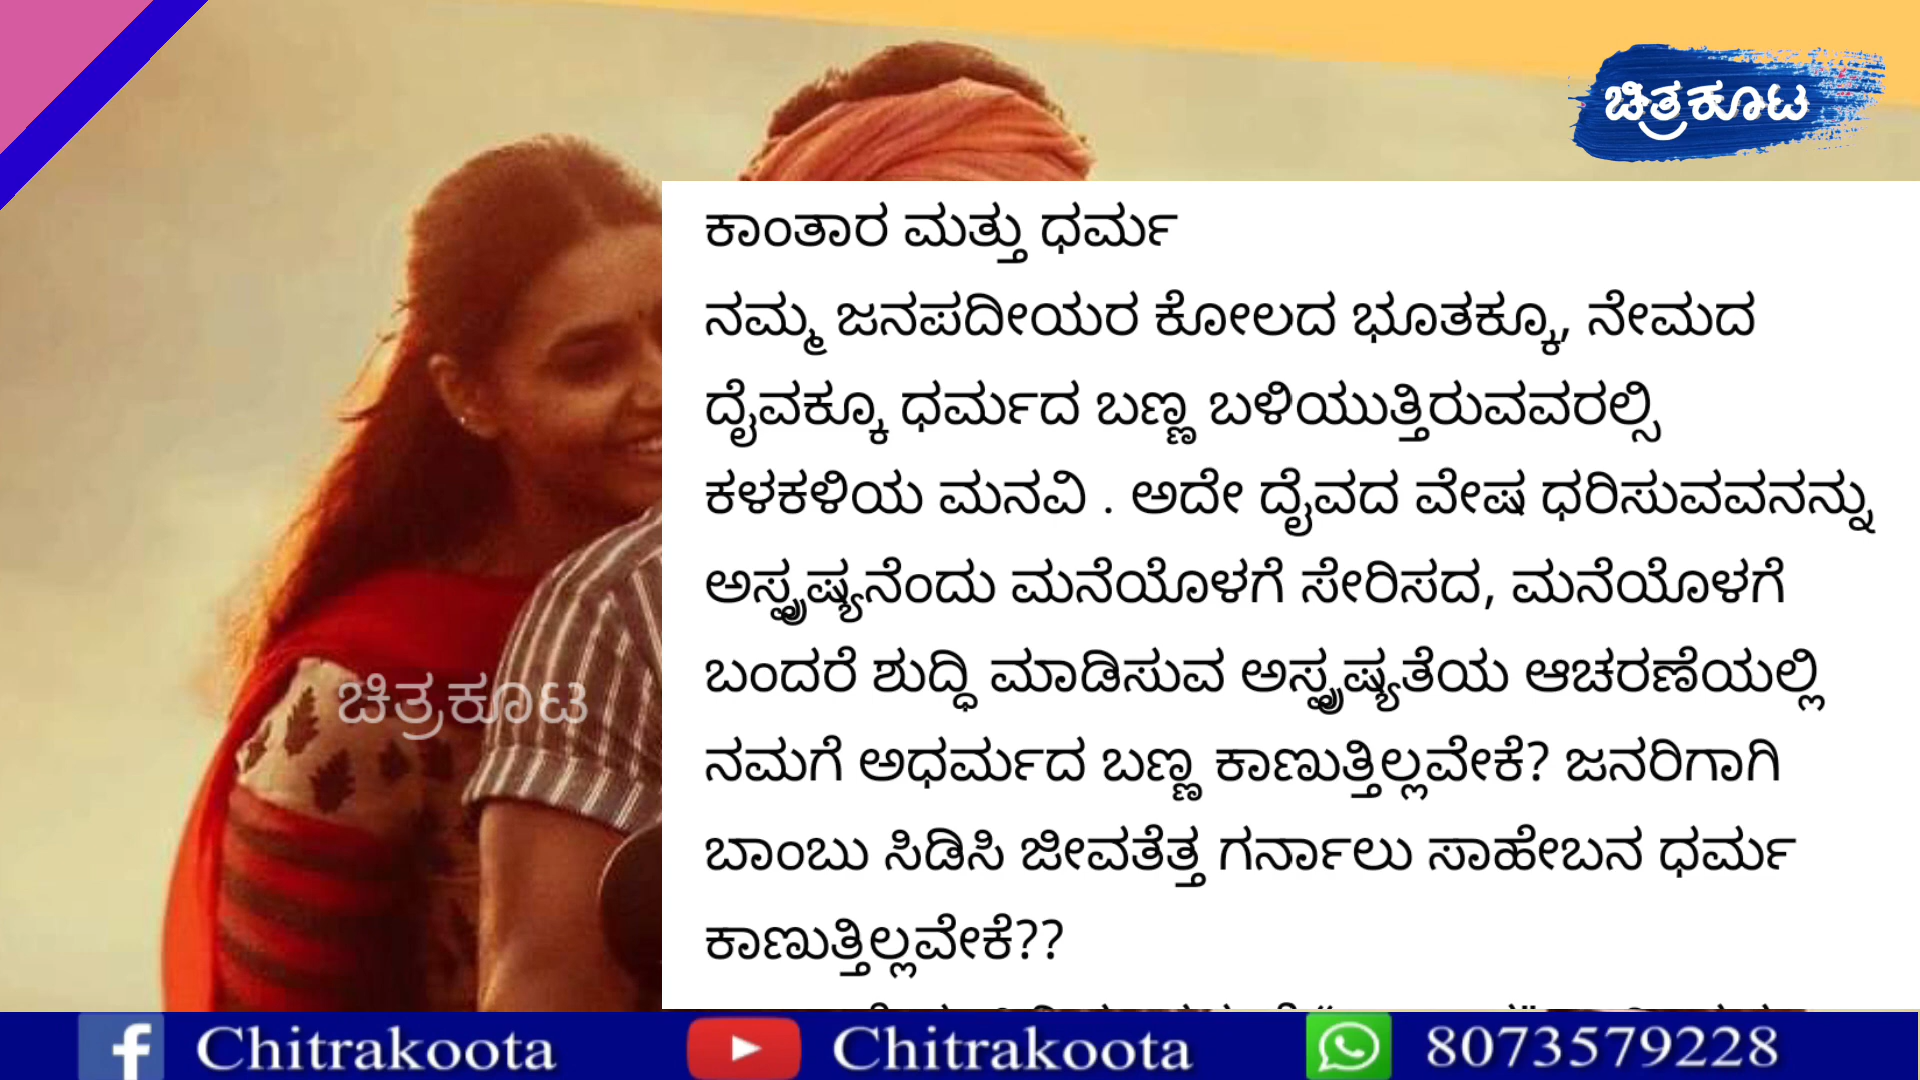 ಚಿತ್ರಕೂಟ
ಕಾಂತಾರ ಮತ್ತು ಧರ್ಮ
ನಮ್ಮ ಜನಪದೀಯರ ಕೋಲದ ಭೂತಕ್ಕೂ, ನೇಮದ
ದೈವಕ್ಕೂ ಧರ್ಮದ ಬಣ್ಣ ಬಳಿಯುತ್ತಿರುವವರಲ್ಸಿ
ಕಳಕಳಿಯ ಮನವಿ . ಅದೇ ದೈವದ ವೇಷ ಧರಿಸುವವನನ್ನು
ಅಸ್ಪೃಷ್ಯನೆಂದು ಮನೆಯೊಳಗೆ ಸೇರಿಸದ, ಮನೆಯೊಳಗೆ
ಬಂದರೆ ಶುದ್ಧಿ ಮಾಡಿಸುವ ಅಸ್ಪೃಷ್ಯತೆಯ ಆಚರಣೆಯಲ್ಲಿ
ನಮಗೆ ಅಧರ್ಮದ ಬಣ್ಣ ಕಾಣುತ್ತಿಲ್ಲವೇಕೆ? ಜನರಿಗಾಗಿ
ಬಾಂಬು ಸಿಡಿಸಿ ಜೀವತೆತ್ತ ಗರ್ನಾಲು ಸಾಹೇಬನ ಧರ್ಮ
ಕಾಣುತ್ತಿಲ್ಲವೇಕೆ??
ಚಿತ್ರಕೂಟ
Chitrakoota Chitrakoota 8073579228